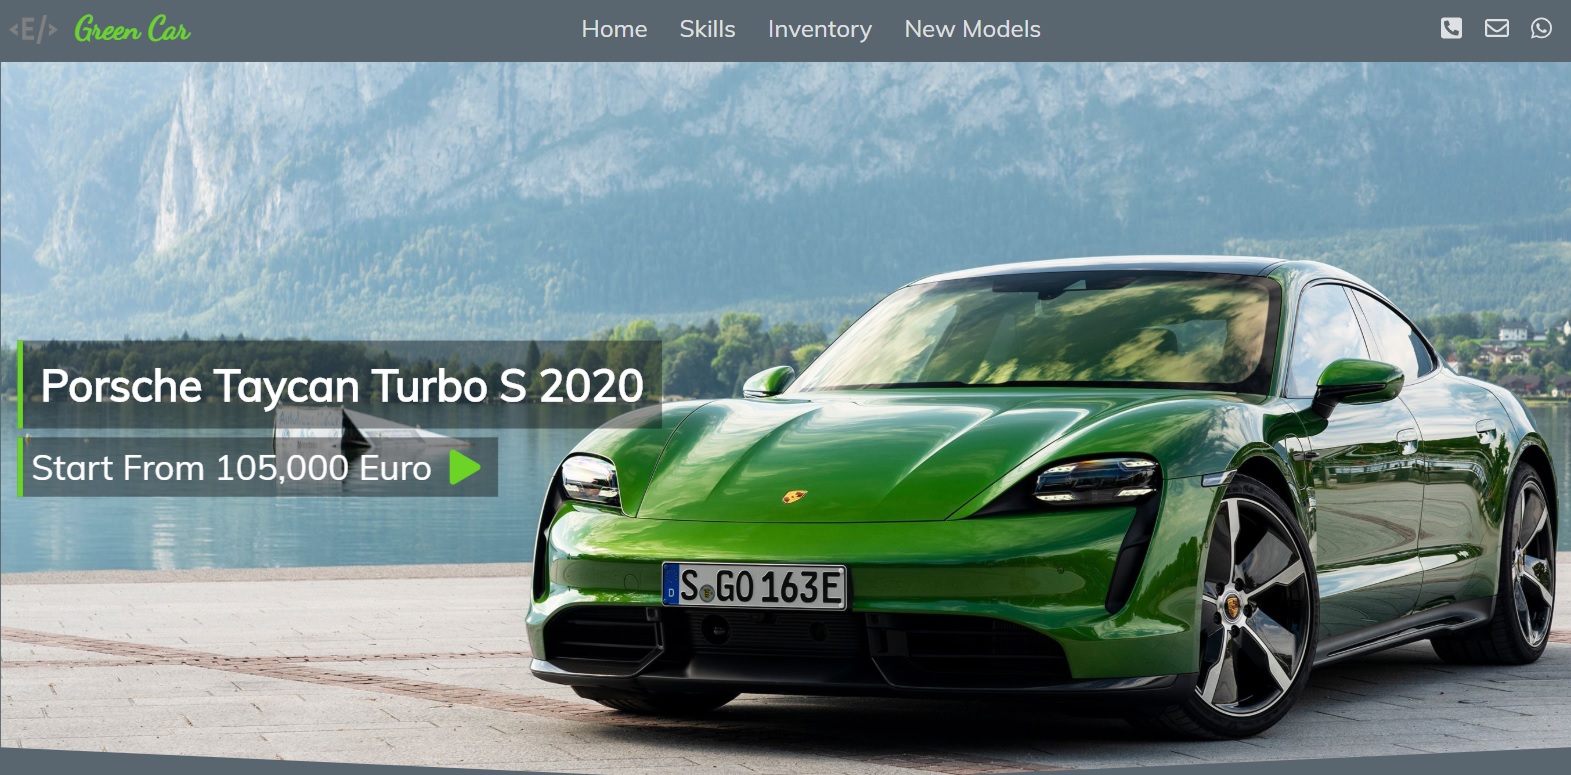 <E/> Green Car
Home Skills Inventory New Models
Porsche Taycan Turbo S 2020
Start From 105,000 Euro
D S GO 163E